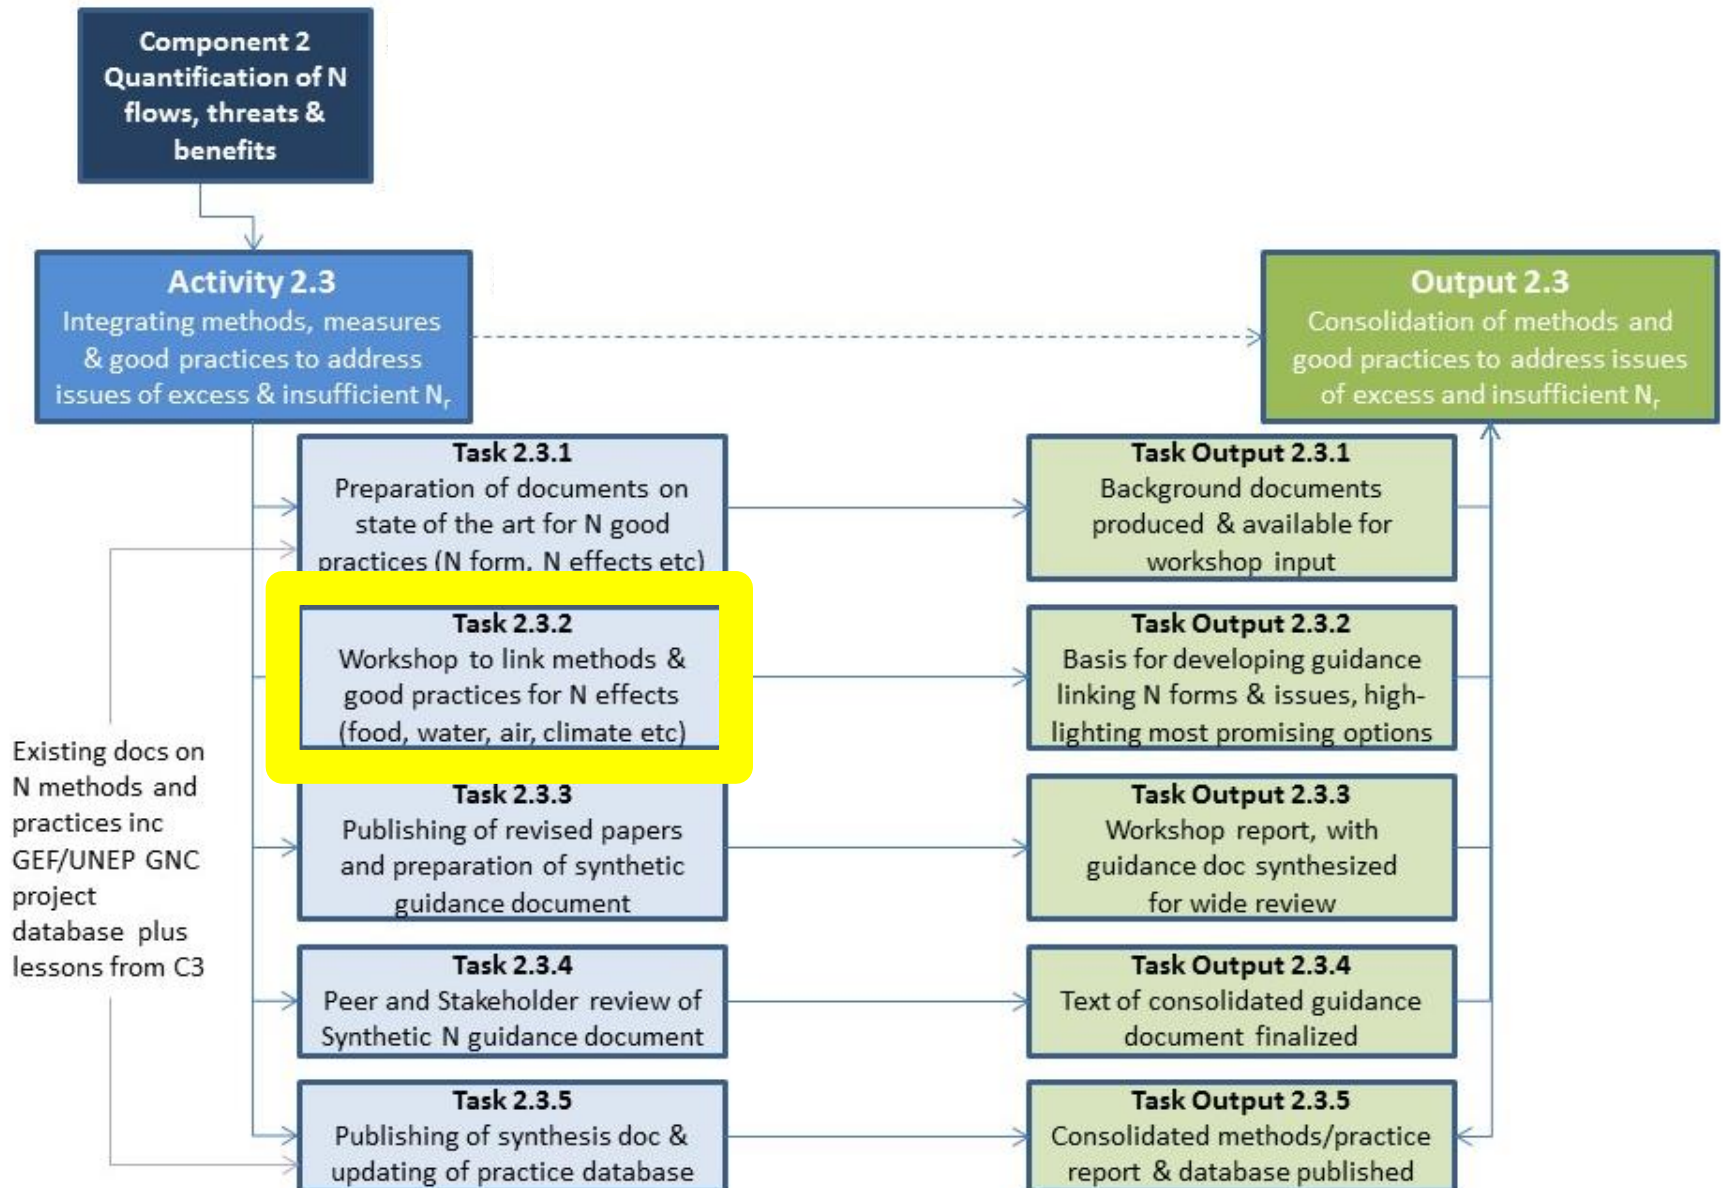 Component 2
Quantification of N
flows, threats &
benefits
Activity 2.3
Integrating methods, measures
& good practices to address
issues of excess & insufficient Nr
Output 2.3
Consolidation of methods and
good practices to address issues
of excess and insufficient Nr
Task 2.3.1
Preparation of documents on
state of the art for N good
practices (N form, N effects etc)
Task Output 2.3.1
Background documents
produced & available for
workshop input
Task 2.3.2
Workshop to link methods &
good practices for N effects
(food, water, air, climate etc)
Task Output 2.3.2
Basis for developing guidance
linking N forms & issues, high-
lighting most promising options
Existing docs on
N methods and
practices inc
GEF/UNEP GNC
project
database plus
lessons from C3
Task 2.3.3
Publishing of revised papers
and preparation of synthetic
guidance document
Task Output 2.3.3
Workshop report, with
guidance doc synthesized
for wide review
Task 2.3.4
Peer and Stakeholder review of
Synthetic N guidance document
Task Output 2.3.4
Text of consolidated guidance
document finalized
Task 2.3.5
Publishing of synthesis doc &
updating of practice database
Task Output 2.3.5
Consolidated methods/practice
report & database published